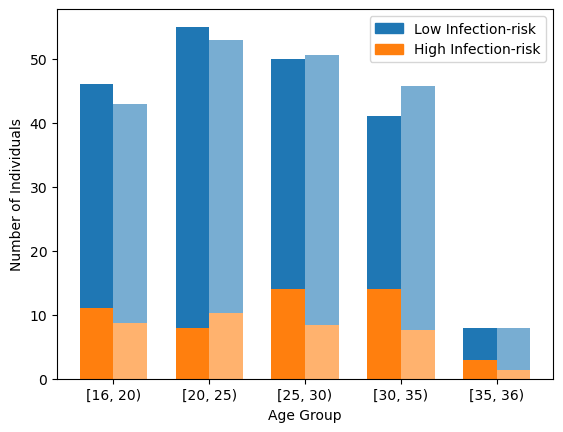 Low Infection-risk
High Infection-risk
Number of Individuals
50
40
30
20
10
0
[16, 20)
[20, 25)
[25, 30)
[30, 35)
[35, 36)
Age Group